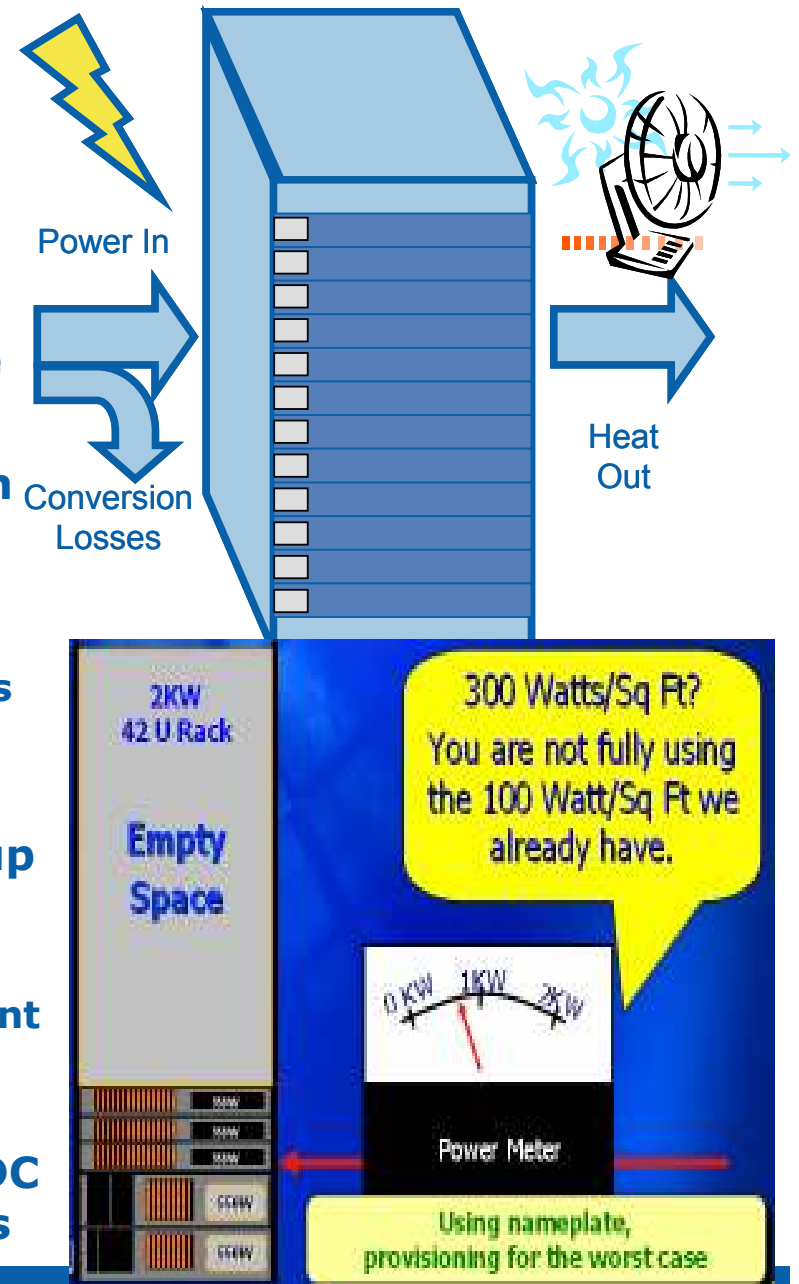 Power In
Conversion
Losses
Heat
Out
up
2KW
42 U Rack
Empty
Space
300 Watts/Sq Ft?
You are not fully using
the 100 Watt/Sq Ft we
already have.
0 KW 1KW 2KW
Power Meter
Using nameplate,
provisioning for the worst case